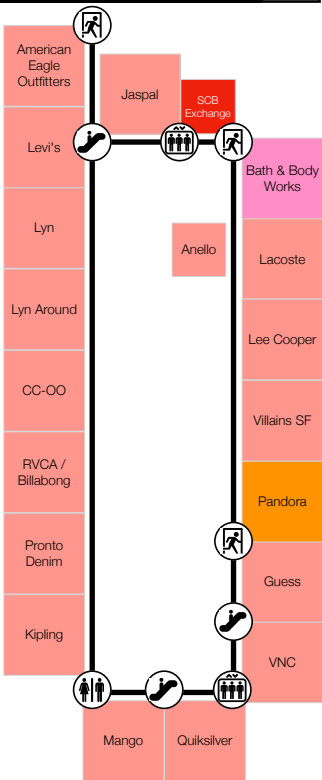 American
Eagle
Outfitters
Jaspal
SCB
Exchange
Levi's
Bath & Body
Works
Lyn
Anello
Lacoste
Lyn Around
Lee Cooper
CC-OO
Villains SF
RVCA /
Billabong
Pandora
Pronto
Denim
Guess
Kipling
VNC
Mango
Quiksilver